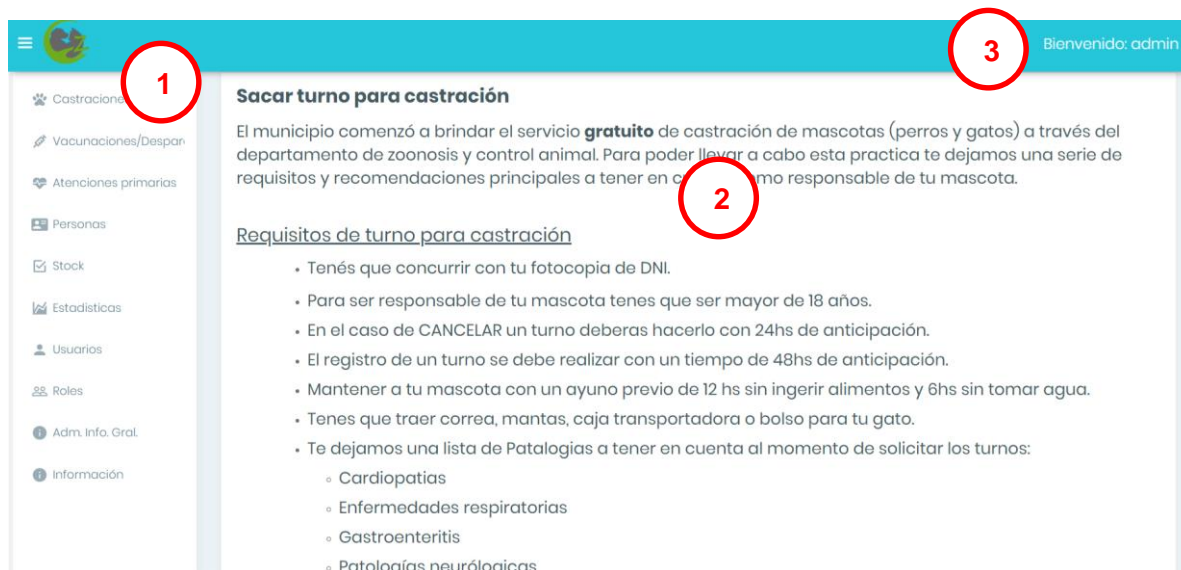 Bienvenido: admin
3
1
Castracione
Vacunaciones/Despar
Atenciones primarias
Personas
Stock
Estadisticas
Usuarios
Roles
Adm. Info. Gral.
Información
Sacar turno para castración
El municipio comenzó a brindar el servicio gratuito de castración de mascotas (perros y gatos) a través del
departamento de zoonosis y control animal. Para poder llevar a cabo esta practica te dejamos una serie de
requisitos y recomendaciones principales a tener en como responsable de tu mascota.
2
Requisitos de turno para castración
• Tenés que concurrir con tu fotocopia de DNI.
• Para ser responsable de tu mascota tenes que ser mayor de 18 años.
• En el caso de CANCELAR un turno deberas hacerlo con 24hs de anticipación.
• El registro de un turno se debe realizar con un tiempo de 48hs de anticipación.
• Mantener a tu mascota con un ayuno previo de 12 hs sin ingerir alimentos y 6hs sin tomar agua.
• Tenes que traer correa, mantas, caja transportadora o bolso para tu gato.
• Te dejamos una lista de Patalogias a tener en cuenta al momento de solicitar los turnos:
◦ Cardiopatias
◦ Enfermedades respiratorias
◦ Gastroenteritis
◦ Patologías neurólogicas